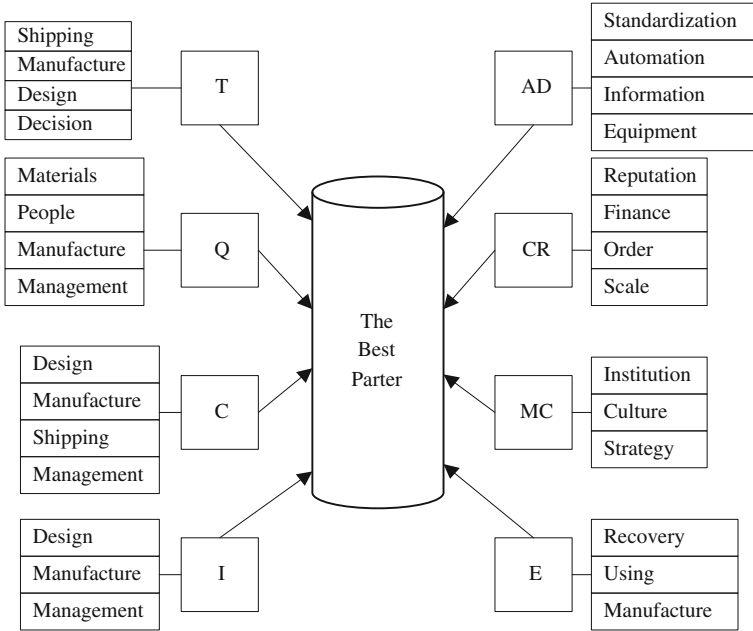 Shipping
Manufacture
Design
Decision
T
Materials
People
Manufacture
Management
Q
Design
Manufacture
Shipping
Management
C
Design
Manufacture
Management
I
The
Best
Parter
AD
Standardization
Automation
Information
Equipment
CR
Reputation
Finance
Order
Scale
MC
Institution
Culture
Strategy
E
Recovery
Using
Manufacture